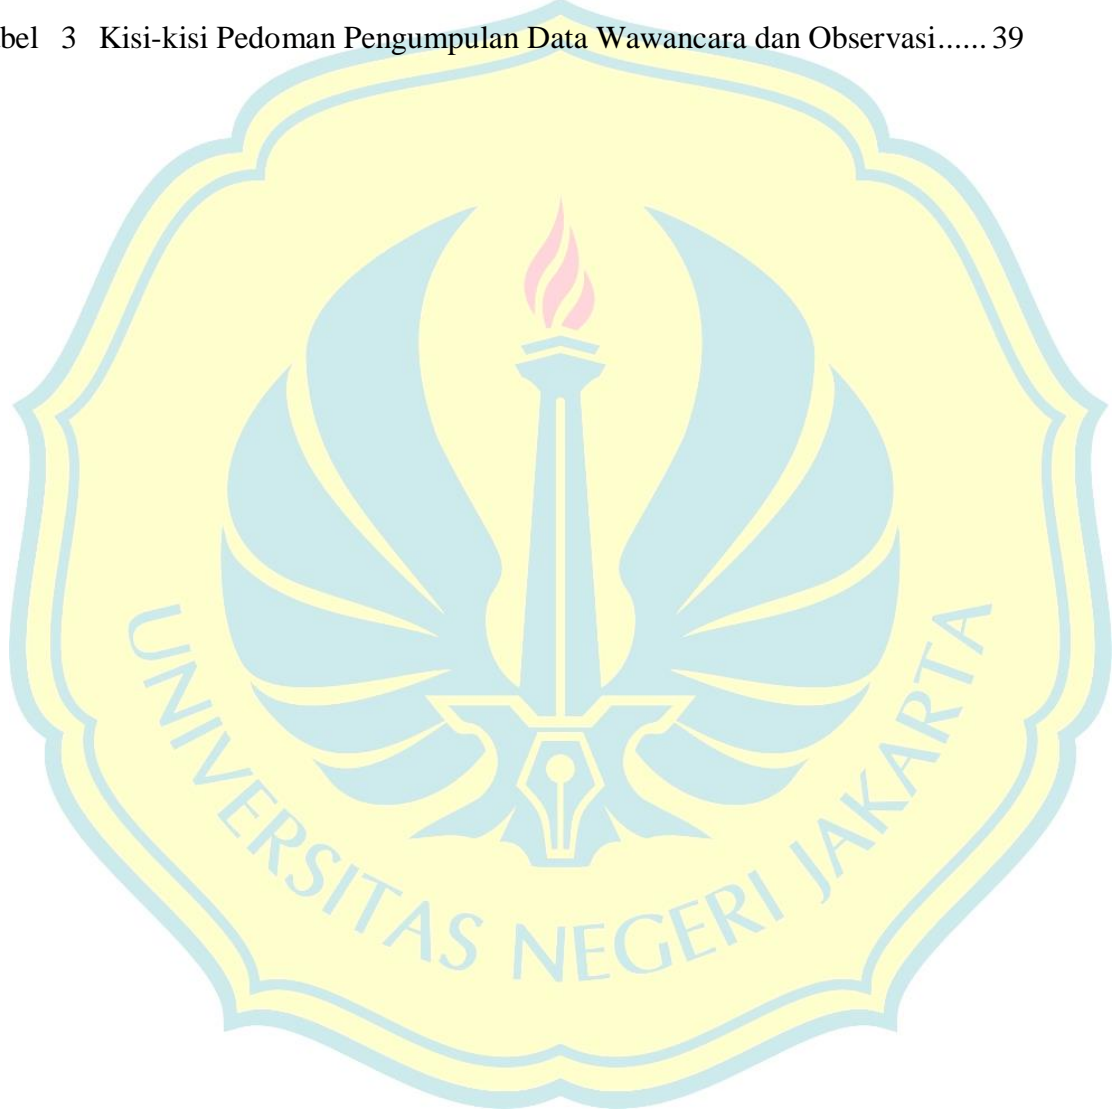 bel 3 Kisi-kisi Pedoman Pengumpulan Data Wawancara dan Observasi...... 39
UNIVERSITAS NEGERI JAKARTA